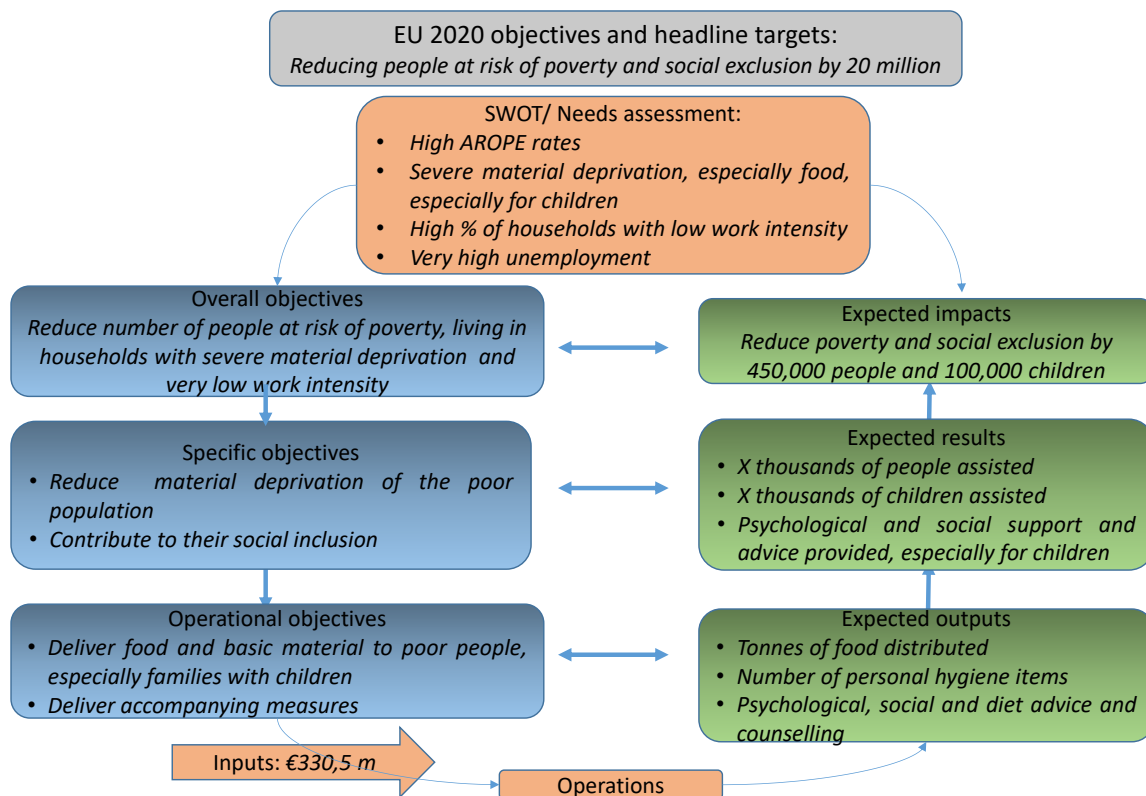 EU 2020 objectives and headline targets:
Reducing people at risk of poverty and social exclusion by 20 million
SWOT/ Needs assessment:
• High AROPE rates
• Severe material deprivation, especially food,
especially for children
• High % of households with low work intensity
• Very high unemployment
Overall objectives
Reduce number of people at risk of poverty, living in
households with severe material deprivation and
very low work intensity
Expected impacts
Reduce poverty and social exclusion by
450,000 people and 100,000 children
Specific objectives
• Reduce material deprivation of the poor
population
• Contribute to their social inclusion
Expected results
• X thousands of people assisted
• X thousands of children assisted
• Psychological and social support and
advice provided, especially for children
Operational objectives
• Deliver food and basic material to poor people,
especially families with children
• Deliver accompanying measures
Expected outputs
• Tonnes of food distributed
• Number of personal hygiene items
• Psychological, social and diet advice and
counselling
Inputs: €330,5 m
Operations